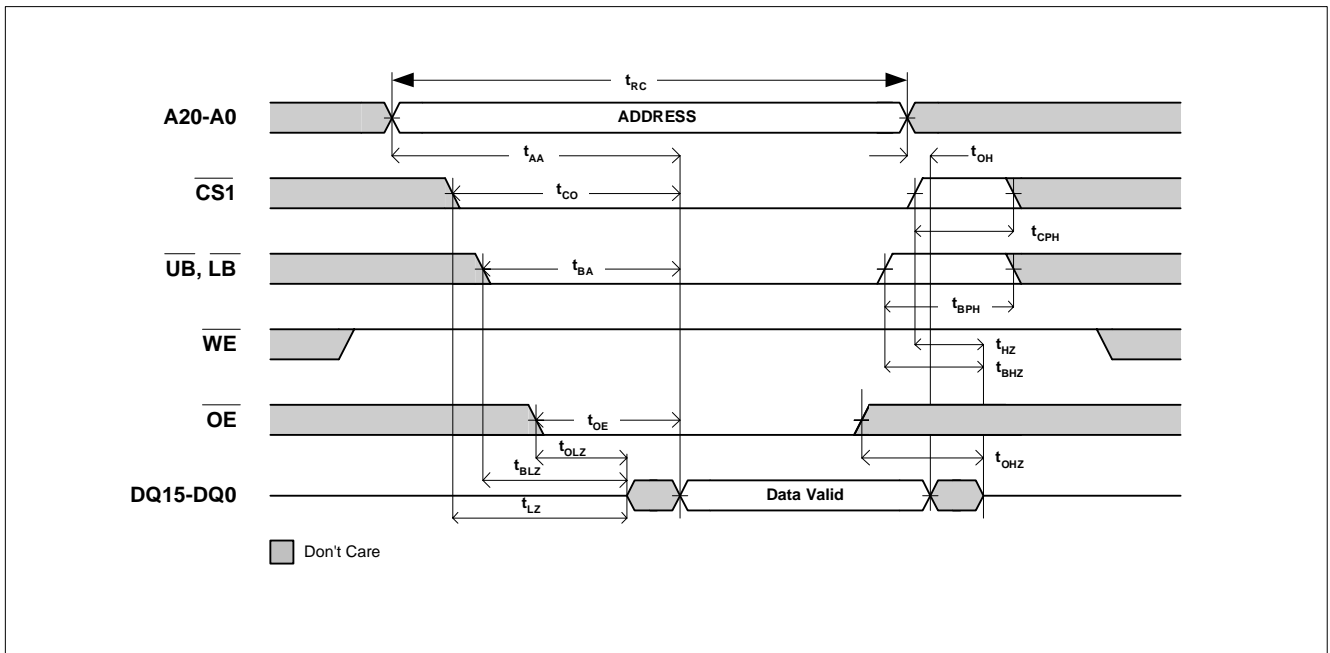 tRC
A20-A0
ADDRESS
tAA
tOH
CS1
tCO
tCPH
UB, LB
tBA
tBPH
WE
tHZ
tBHZ
OE
tOE
tOLZ
tOHZ
tBLZ
DQ15-DQ0
Data Valid
tLZ
Don't Care